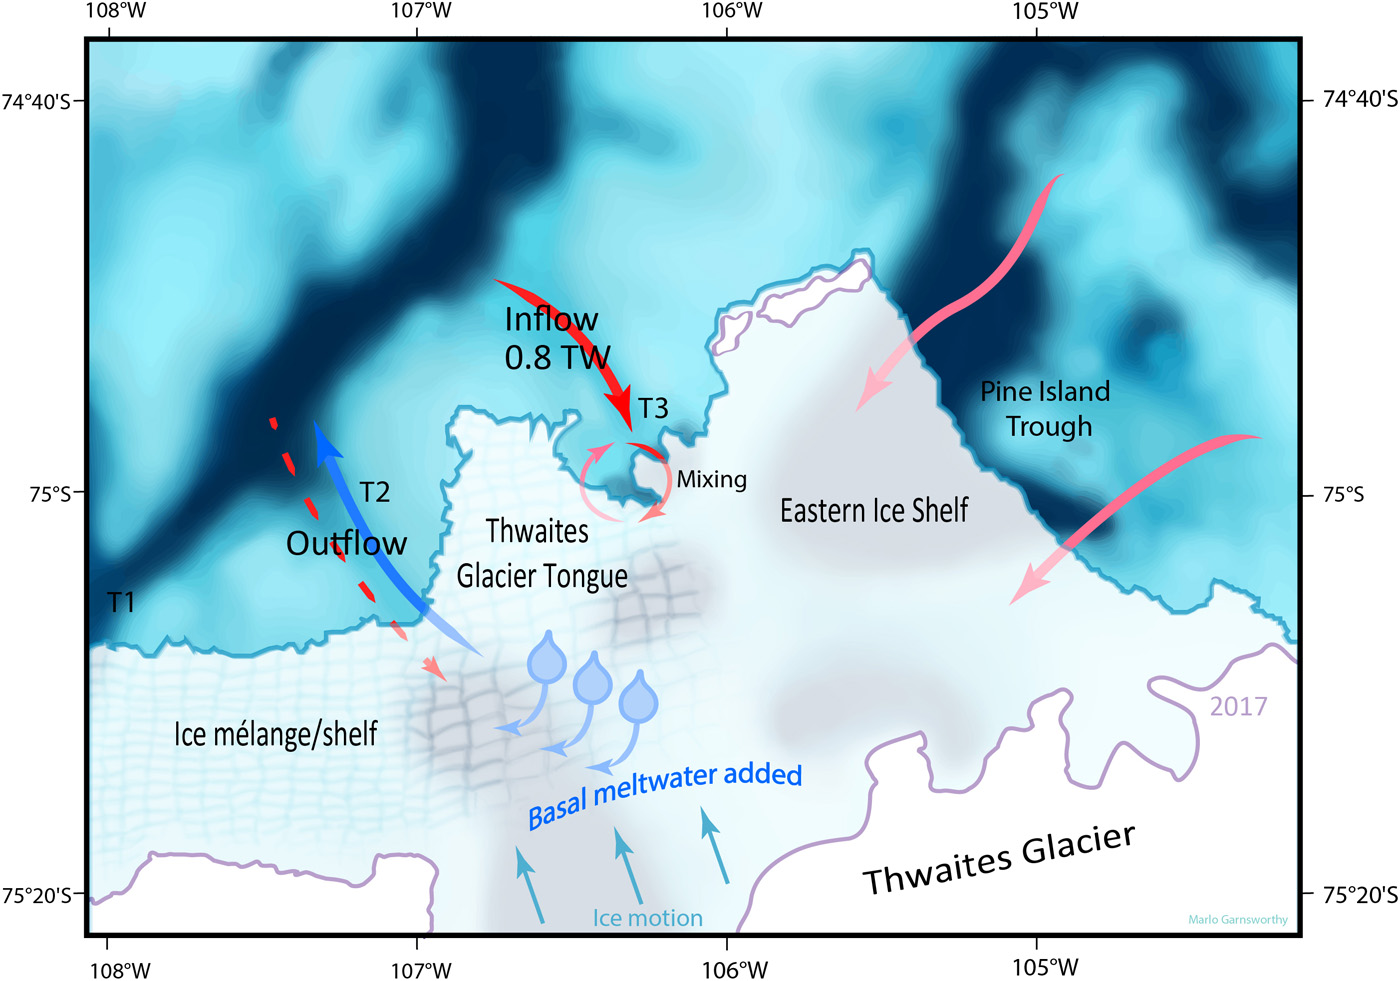 108°W 107°W 106°W 105°W
74°40'S 74°40'S
Inflow
0.8 TW
T3
Pine Island
Trough
Mixing
75°S 75°S
T2
Eastern Ice Shelf
Thwaites
Glacier Tongue
Outflow
T1
2017
Ice mélange/shelf
Basal meltwater added
Thwaites Glacier
75°20'S 75°20'S
Ice motion
Marlo Garnsworthy
108°W 107°W 106°W 105°W